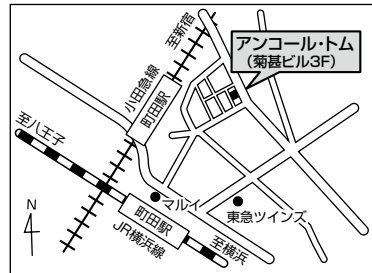 至新宿
アンコール・トム
(菊甚ビル3F)
小田急線
町田駅
至八王子
マルイ
東急ツインズ
町田駅
JR横浜線
至横浜
N